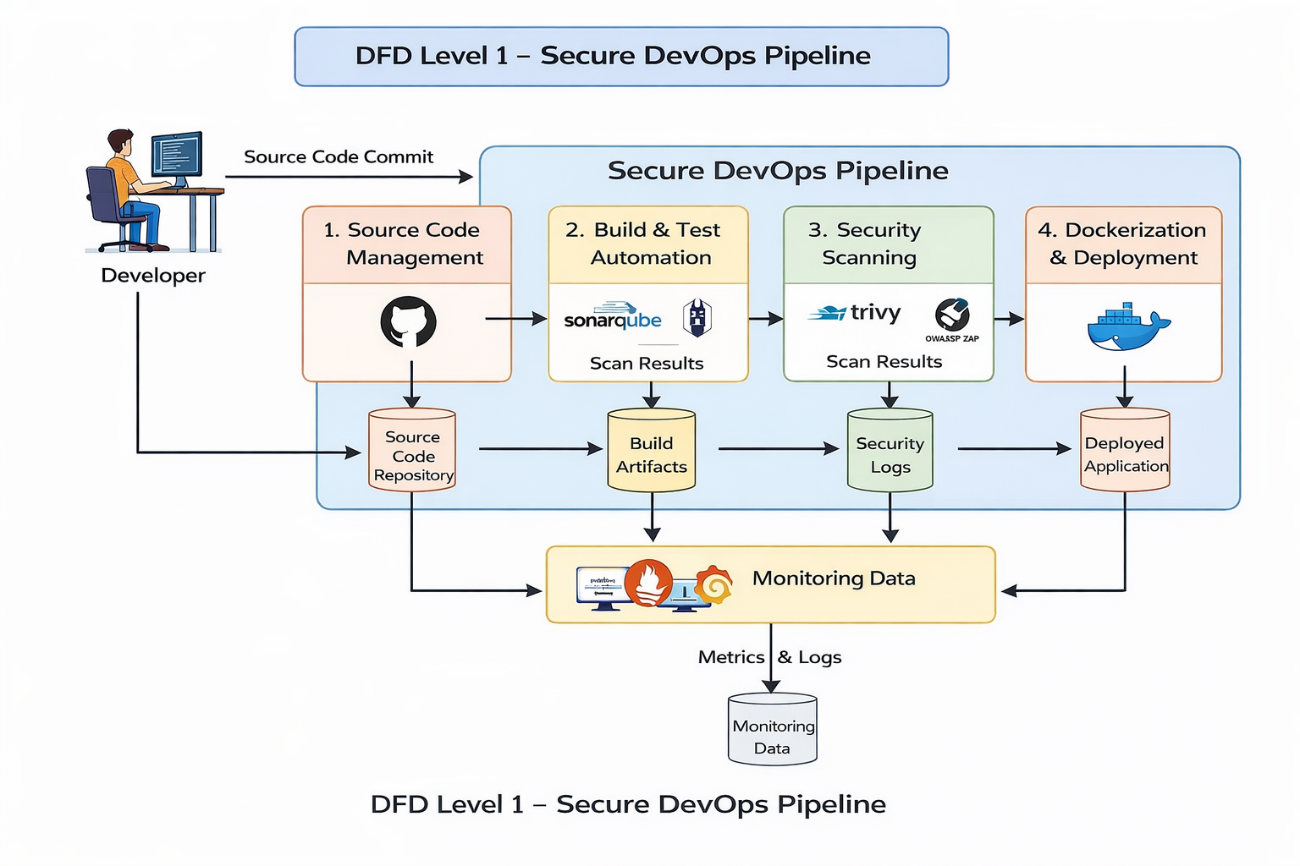 DFD Level 1 – Secure DevOps Pipeline
Source Code Commit
Secure DevOps Pipeline
Developer
1. Source Code
Management
2. Build & Test
Automation
sonarqube
Scan Results
3. Security
Scanning
trivy
OWA&SP ZAP
Scan Results
4. Dockerization
& Deployment
Source
Code
Repository
Build
Artifacts
Security
Logs
Deployed
Application
Monitoring Data
Metrics & Logs
Monitoring
Data
DFD Level 1 – Secure DevOps Pipeline